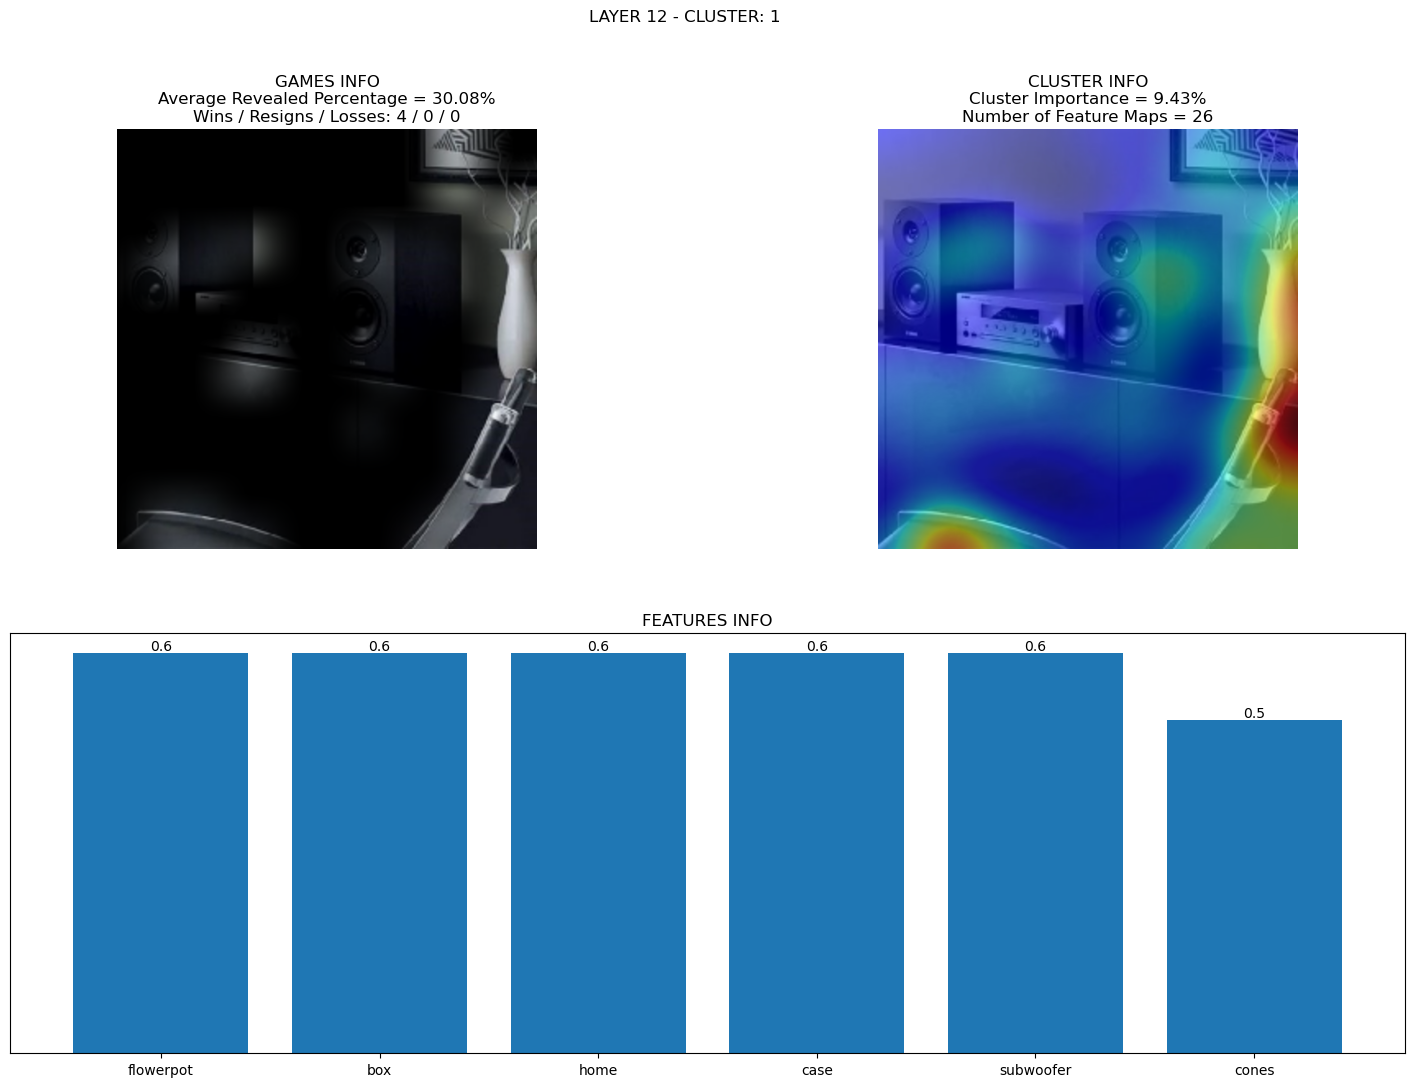 LAYER 12 - CLUSTER: 1
GAMES INFO
Average Revealed Percentage = 30.08%
Wins / Resigns / Losses: 4 / 0 / 0
CLUSTER INFO
Cluster Importance = 9.43%
Number of Feature Maps = 26
FEATURES INFO
0.6
0.6
0.6
0.6
0.6
0.5
flowerpot
box
home
case
subwoofer
cones